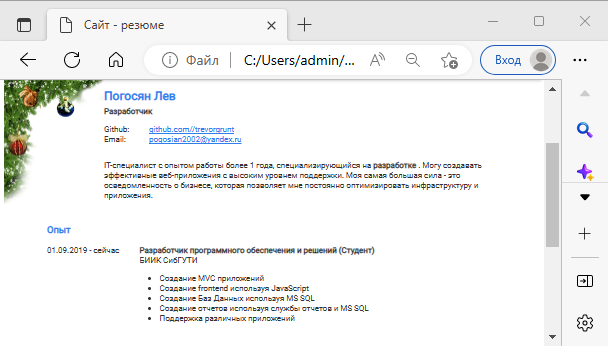 Сайт - резюме
Файл
C:/Users/admin/...
Вход
Погосян Лев
Разработчик
Github: github.com//trevorgrunt
Email: pogosian2002@yandex.ru
IT-специалист с опытом работы более 1 года, специализирующийся на разработке . Могу создавать
эффективные веб-приложения с высоким уровнем поддержки. Моя самая большая сила - это
осведомленность о бизнесе, которая позволяет мне постоянно оптимизировать инфраструктуру и
приложения.
Опыт
01.09.2019 - сейчас Разработчик программного обеспечения и решений (Студент)
БИИК СибГУТИ
Создание MVC приложений
Создание frontend используя JavaScript
Создание Баз Данных используя MS SQL
Создание отчетов используя службы отчетов и MS SQL
Поддержка различных приложений